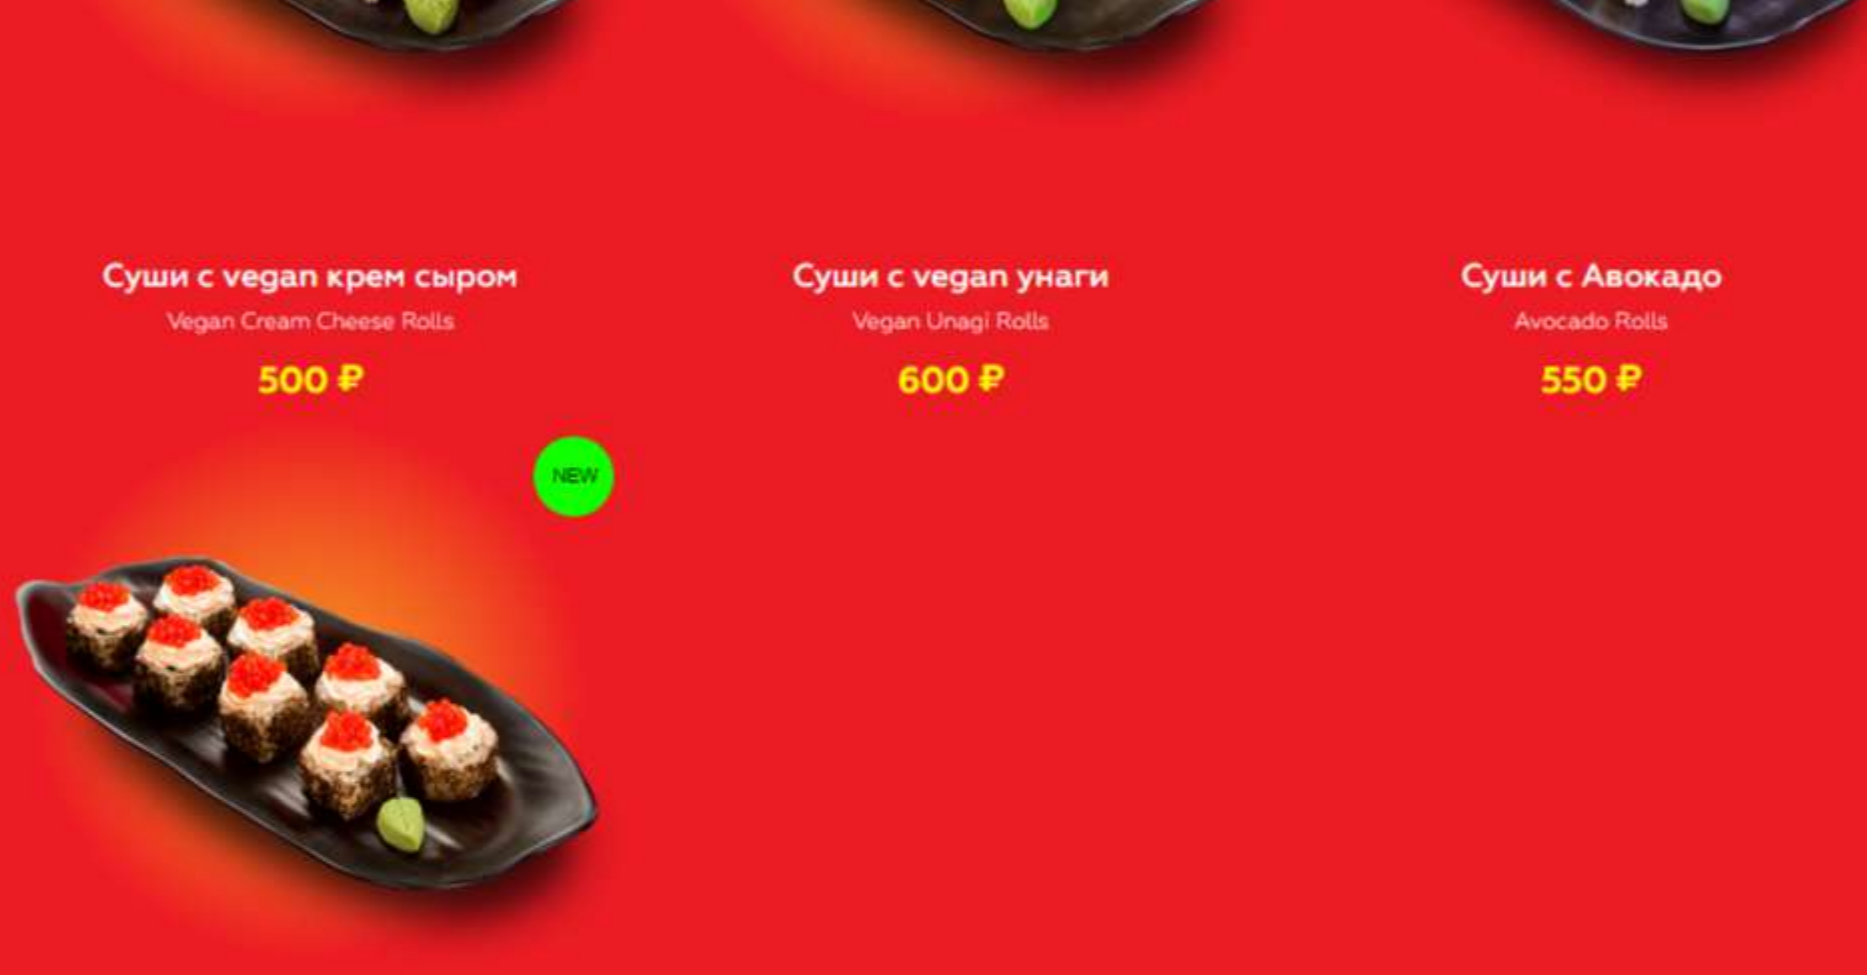 Суши с vegan крем сыром
Vegan Cream Cheese Rolls
500 ₽
Суши с vegan унаги
Vegan Unagi Rolls
600 ₽
Суши с Авокадо
Avocado Rolls
550 ₽
NEW